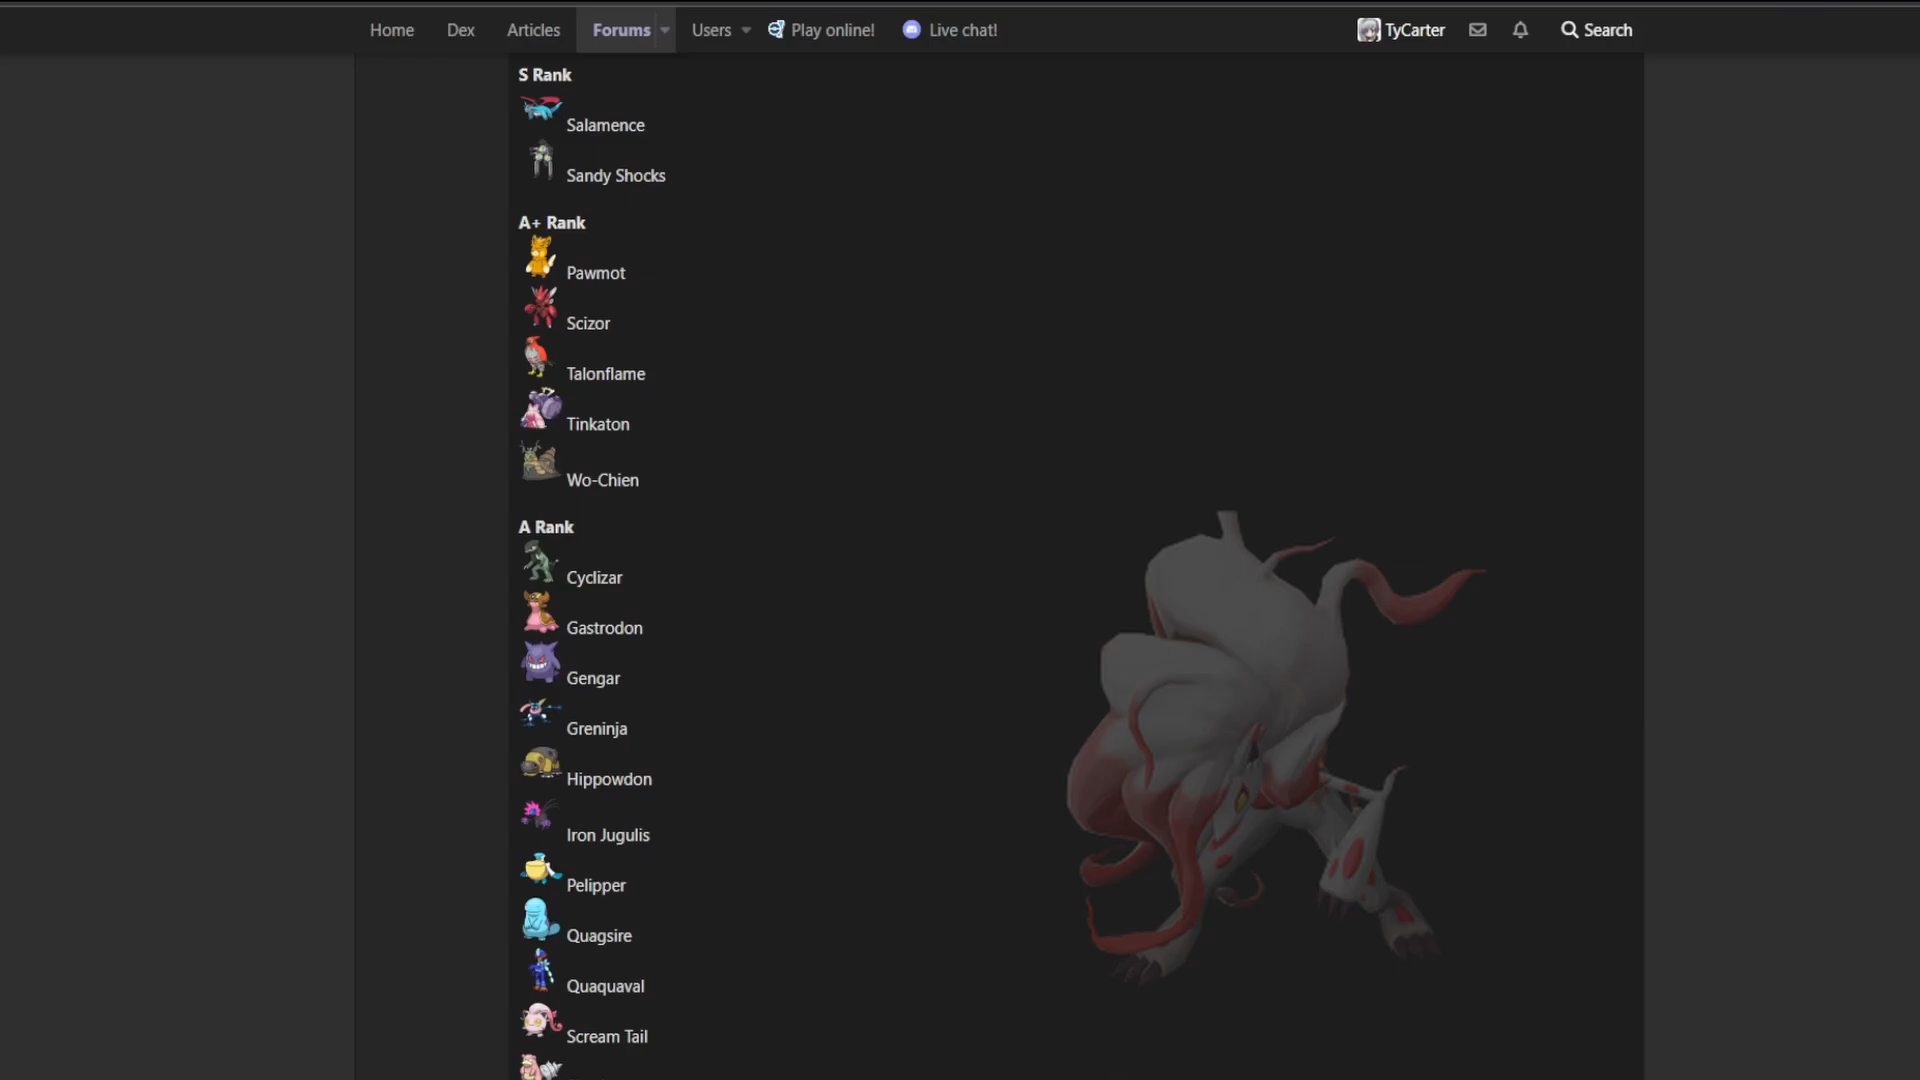 Home Dex Articles Forums Users Play online! Live chat! TyCarter Search
S Rank
Salamence
Sandy Shocks
A+ Rank
Pawmot
Scizor
Talonflame
Tinkaton
Wo-Chien
A Rank
Cyclizar
Gastrodon
Gengar
Greninja
Hippowdon
Iron Jugulis
Pelipper
Quagsire
Quaquaval
Scream Tail